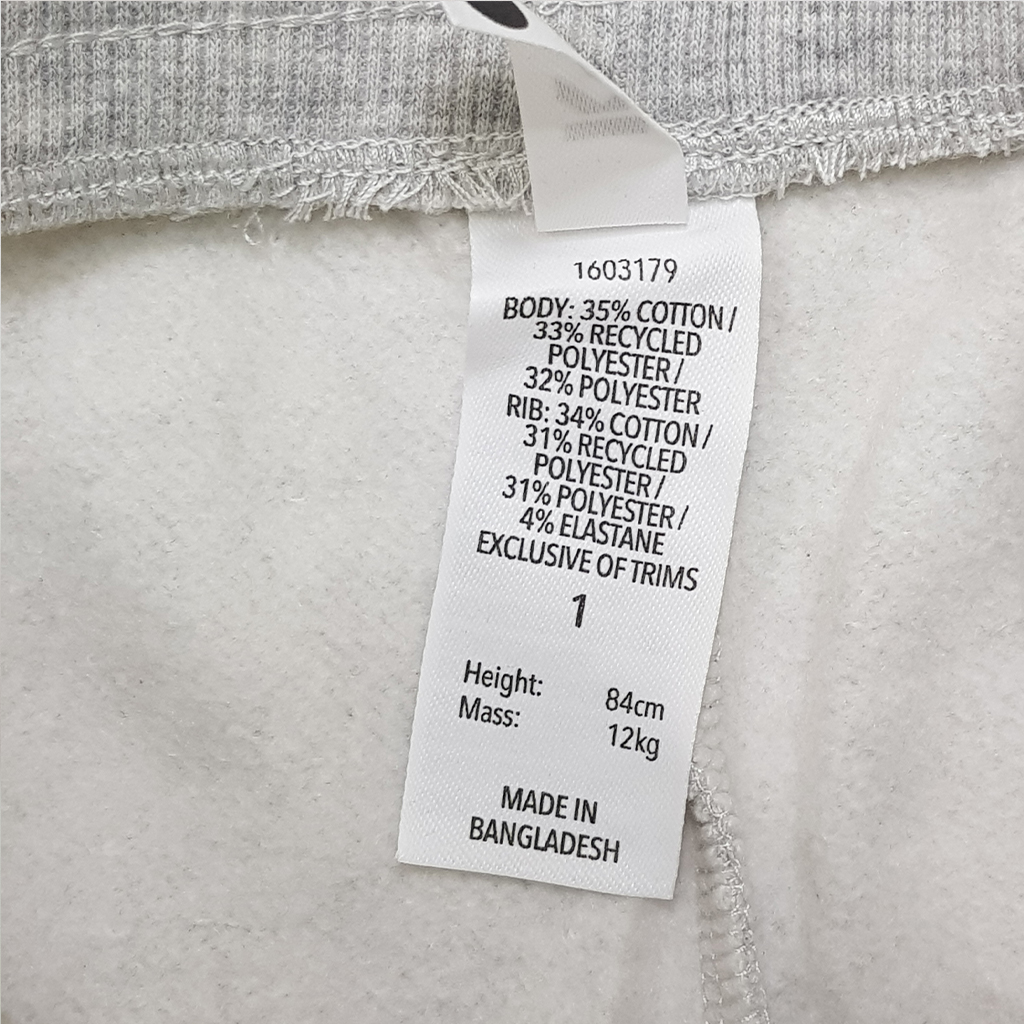 1603179
BODY: 35% COTTON /
33% RECYCLED
POLYESTER /
32% POLYESTER
RIB: 34% COTTON /
31% RECYCLED
POLYESTER /
31% POLYESTER /
4% ELASTANE
EXCLUSIVE OF TRIMS
1
Height: 84cm
Mass: 12kg
MADE IN
BANGLADESH